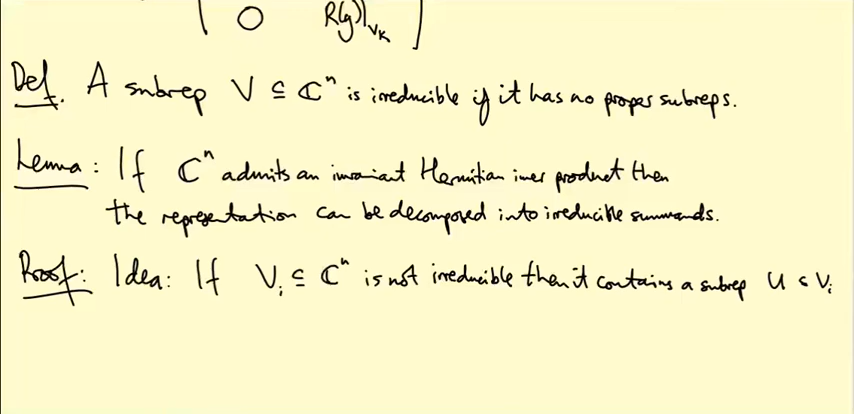 0 R(g)|_{V_K}
Def. A subrep V ⊆ ℂⁿ is irreducible if it has no proper subreps.
Lemma: If ℂⁿ admits an invariant Hermitian inner product then
the representation can be decomposed into irreducible summands.
Proof: Idea: If Vᵢ ⊆ ℂⁿ is not irreducible then it contains a subrep U ⊂ Vᵢ